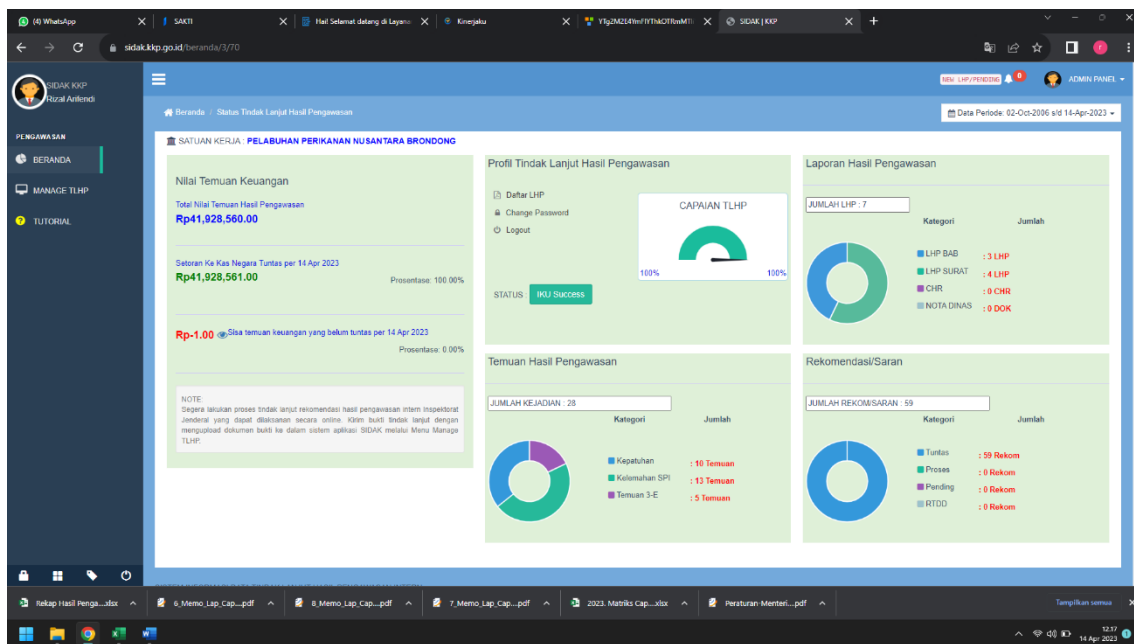 (4) WhatsApp
SAKTI
Hai! Selamat datang di Layana
Kinerjaku
SIDAK | KKP
sidak.kkp.go.id/beranda/3/70
SIDAK KKP
Rizal Arifendi
NEW LHP/PENDING 0
ADMIN PANEL
Beranda / Status Tindak Lanjut Hasil Pengawasan
Data Periode: 02-Oct-2006 s/d 14-Apr-2023
PENGAWASAN
BERANDA
MANAGE TLHP
TUTORIAL
SATUAN KERJA : PELABUHAN PERIKANAN NUSANTARA BRONDONG
Nilai Temuan Keuangan
Total Nilai Temuan Hasil Pengawasan
Rp41,928,560.00
Setoran Ke Kas Negara Tuntas per 14 Apr 2023
Rp41,928,561.00
Prosentase: 100.00%
Rp-1.00 Sisa temuan keuangan yang belum tuntas per 14 Apr 2023
Prosentase: 0.00%
NOTE:
Segera lakukan proses tindak lanjut rekomendasi hasil pengawasan intern Inspektorat
Jenderal yang dapat dilaksanan secara online. Kirim bukti tindak lanjut dengan
mengupload dokumen bukti ke dalam sistem aplikasi SIDAK melalui Menu Manage
TLHP.
Profil Tindak Lanjut Hasil Pengawasan
Daftar LHP
Change Password
Logout
CAPAIAN TLHP
100%
100%
STATUS : IKU Success
Laporan Hasil Pengawasan
JUMLAH LHP : 7
Kategori Jumlah
LHP BAB : 3 LHP
LHP SURAT : 4 LHP
CHR : 0 CHR
NOTA DINAS : 0 DOK
Temuan Hasil Pengawasan
JUMLAH KEJADIAN : 28
Kategori Jumlah
Kepatuhan : 10 Temuan
Kelemahan SPI : 13 Temuan
Temuan 3-E : 5 Temuan
Rekomendasi/Saran
JUMLAH REKOM/SARAN : 59
Kategori Jumlah
Tuntas : 59 Rekom
Proses : 0 Rekom
Pending : 0 Rekom
RTDD : 0 Rekom
Rekap Hasil Penga....xlsx
6_Memo_Lap_Cap....pdf
8_Memo_Lap_Cap....pdf
7_Memo_Lap_Cap....pdf
2023. Matriks Cap....xlsx
Peraturan-Menteri....pdf
Tampilkan semua
12.17
14 Apr 2023